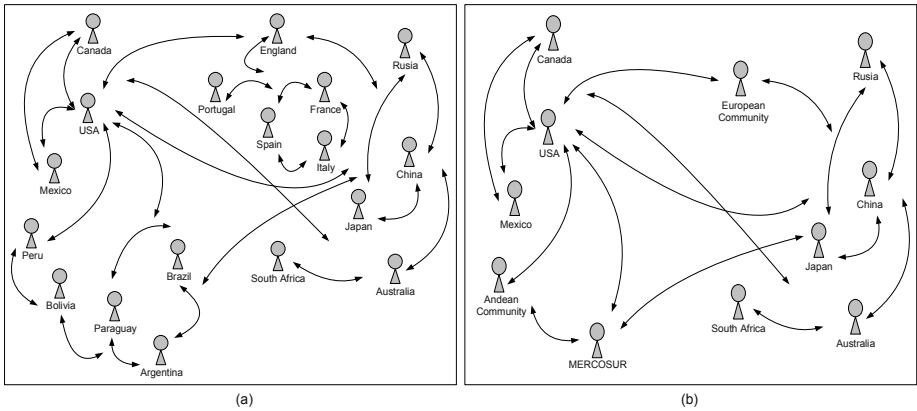 Canada
England
Rusia
USA
Portugal
France
Spain
Italy
Mexico
China
Japan
Peru
Brazil
South Africa
Australia
Bolivia
Paraguay
Argentina
(a)
Canada
Rusia
European
Community
USA
China
Mexico
Japan
Andean
Community
South Africa
Australia
MERCOSUR
(b)